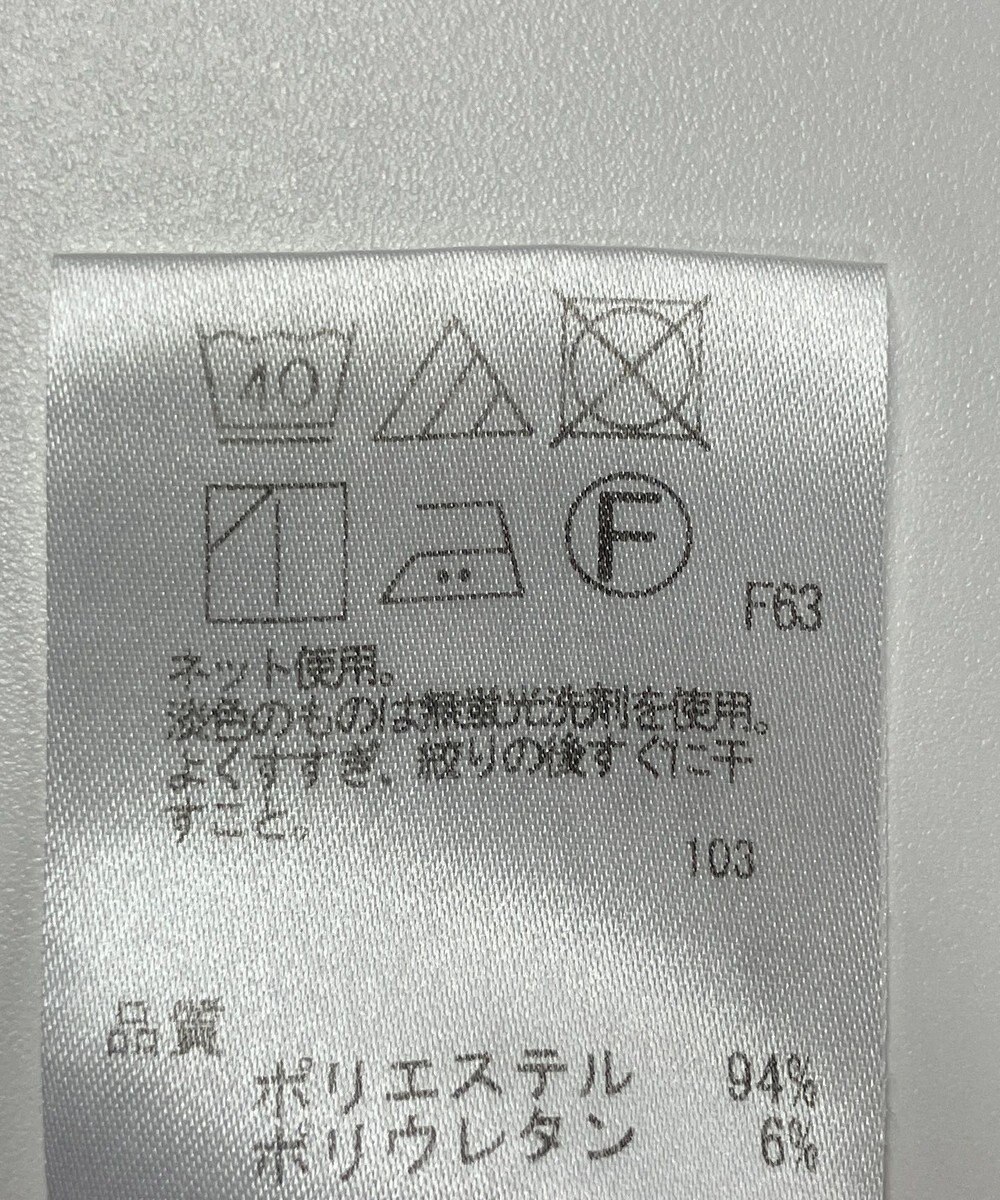 40
F
F63
ネット使用。
淡色のものは無蛍光洗剤を使用。
よくすすぎ、絞りの後すぐに干
すこと。
103
品質
ポリエステル 94%
ポリウレタン 6%